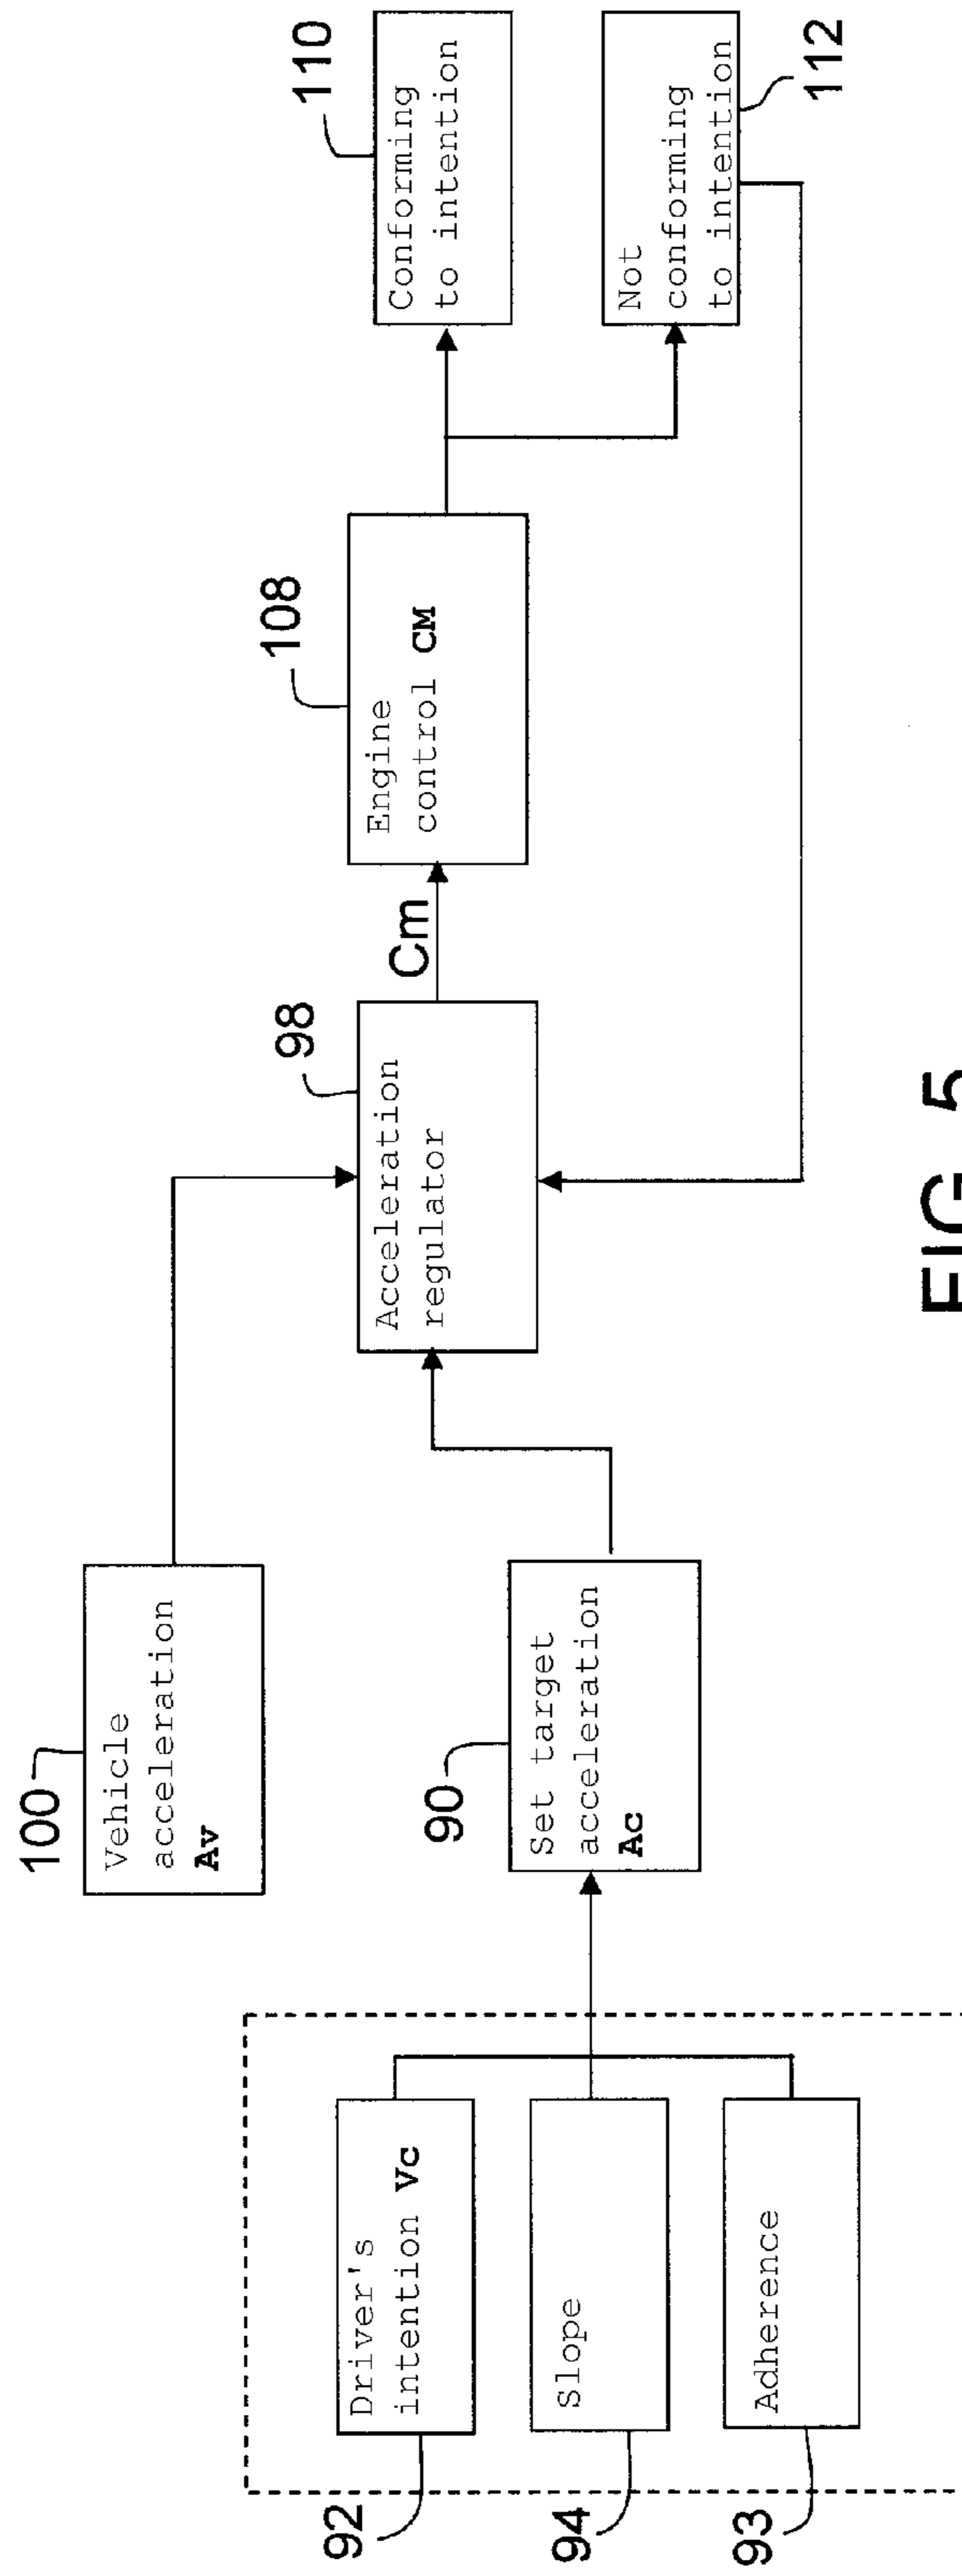 100
Vehicle
acceleration
Av
92
Driver's
intention Vc
94
Slope
93
Adherence
90
Set target
acceleration
Ac
98
Acceleration
regulator
Cm
108
Engine
control CM
110
Conforming
to intention
Not
conforming
to intention
112
FIG. 5